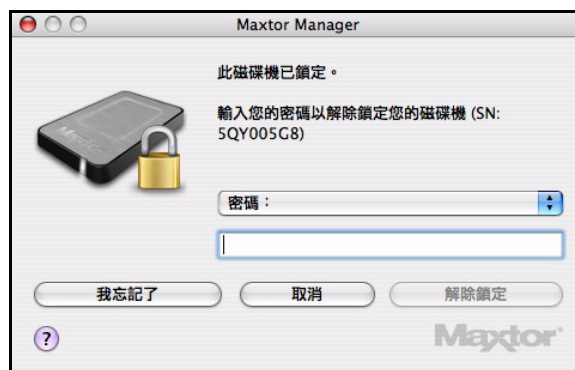 Maxtor Manager
此磁碟機已鎖定。
輸入您的密碼以解除鎖定您的磁碟機 (SN:
5QY005G8)
密碼：
我忘記了
取消
解除鎖定
?
Maxtor